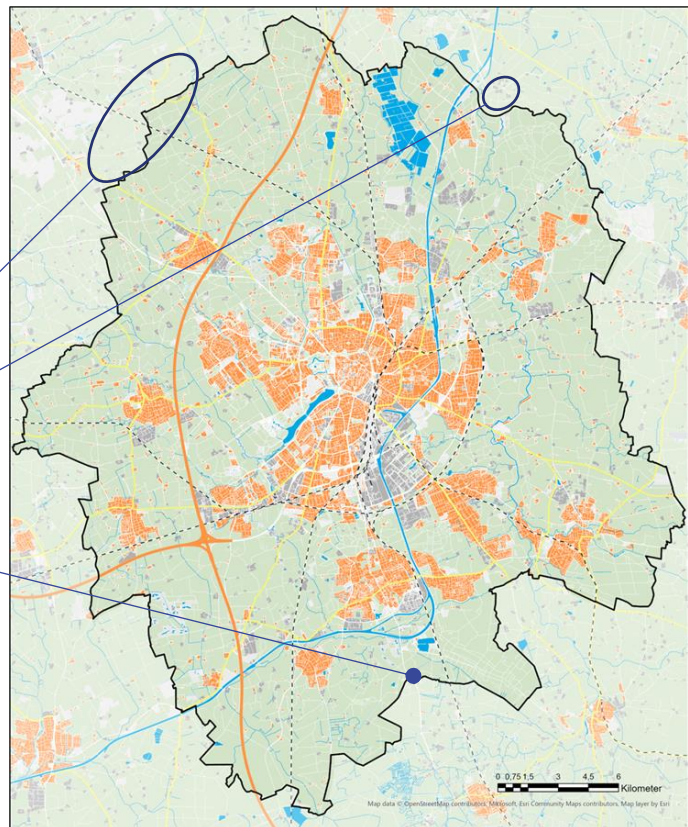 0 0,75 1,5 3 4,5 6
Kilometer
Map data © OpenStreetMap contributors, Microsoft, Esri Community Maps contributors, Map layer by Esri